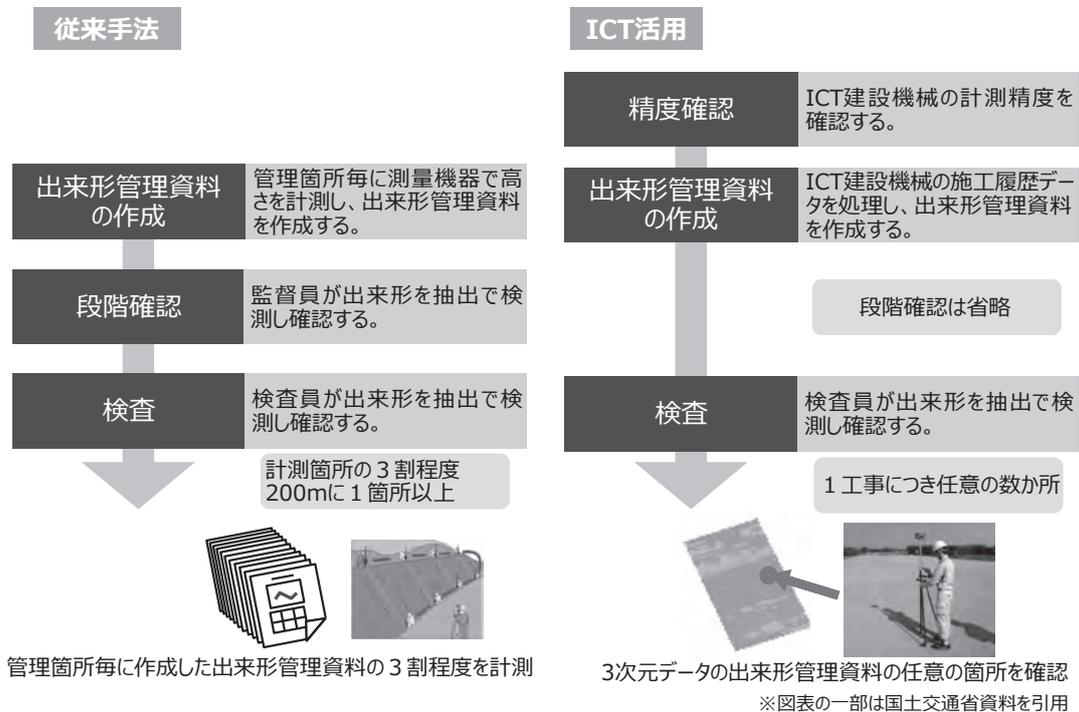 従来手法
出来形管理資料
の作成
管理箇所毎に測量機器で高
さを計測し、出来形管理資料
を作成する。
段階確認
監督員が出来形を抽出で検
測し確認する。
検査
検査員が出来形を抽出で検
測し確認する。
計測箇所の３割程度
200mに１箇所以上
管理箇所毎に作成した出来形管理資料の３割程度を計測
ICT活用
精度確認
ICT建設機械の計測精度を
確認する。
出来形管理資料
の作成
ICT建設機械の施工履歴デー
タを処理し、出来形管理資料
を作成する。
段階確認は省略
検査
検査員が出来形を抽出で検
測し確認する。
１工事につき任意の数か所
3次元データの出来形管理資料の任意の箇所を確認
※図表の一部は国土交通省資料を引用